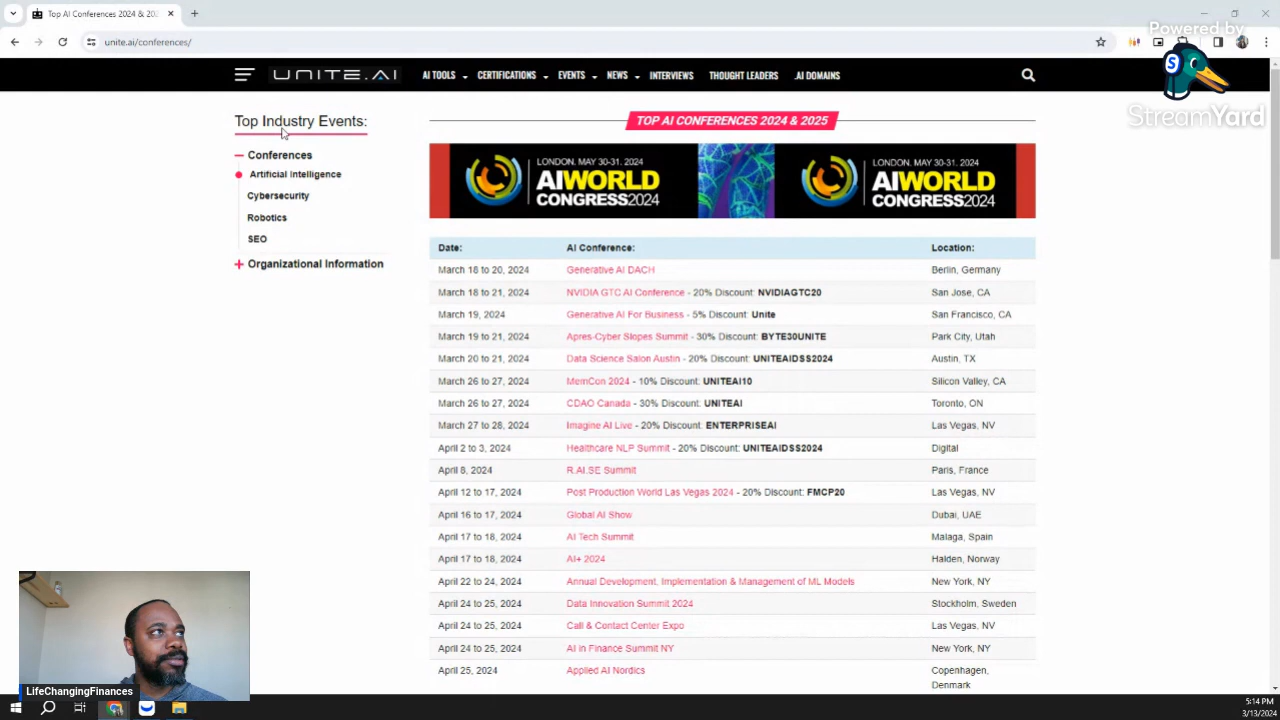 Top AI Conferences 2024 & 202
unite.ai/conferences/
Powered by
StreamYard
UNITE.AI
AI TOOLS
CERTIFICATIONS
EVENTS
NEWS
INTERVIEWS
THOUGHT LEADERS
.AI DOMAINS
Top Industry Events:
Conferences
Artificial Intelligence
Cybersecurity
Robotics
SEO
Organizational Information
TOP AI CONFERENCES 2024 & 2025
LONDON, MAY 30-31, 2024
AIWORLD
CONGRESS2024
LONDON, MAY 30-31, 2024
AIWORLD
CONGRESS2024
Date: AI Conference: Location:
March 18 to 20, 2024 Generative AI DACH Berlin, Germany
March 18 to 21, 2024 NVIDIA GTC AI Conference - 20% Discount: NVIDIAGTC20 San Jose, CA
March 19, 2024 Generative AI For Business - 5% Discount: Unite San Francisco, CA
March 19 to 21, 2024 Apres-Cyber Slopes Summit - 30% Discount: BYTE30UNITE Park City, Utah
March 20 to 21, 2024 Data Science Salon Austin - 20% Discount: UNITEAIDSS2024 Austin, TX
March 26 to 27, 2024 MemCon 2024 - 10% Discount: UNITEAI10 Silicon Valley, CA
March 26 to 27, 2024 CDAO Canada - 30% Discount: UNITEAI Toronto, ON
March 27 to 28, 2024 Imagine AI Live - 20% Discount: ENTERPRISEAI Las Vegas, NV
April 2 to 3, 2024 Healthcare NLP Summit - 20% Discount: UNITEAIDSS2024 Digital
April 8, 2024 R.AI.SE Summit Paris, France
April 12 to 17, 2024 Post Production World Las Vegas 2024 - 20% Discount: FMCP20 Las Vegas, NV
April 16 to 17, 2024 Global AI Show Dubai, UAE
April 17 to 18, 2024 AI Tech Summit Malaga, Spain
April 17 to 18, 2024 AI+ 2024 Halden, Norway
April 22 to 24, 2024 Annual Development, Implementation & Management of ML Models New York, NY
April 24 to 25, 2024 Data Innovation Summit 2024 Stockholm, Sweden
April 24 to 25, 2024 Call & Contact Center Expo Las Vegas, NV
April 24 to 25, 2024 AI in Finance Summit NY New York, NY
April 25, 2024 Applied AI Nordics Copenhagen,
Denmark
LifeChangingFinances
5:14 PM
3/13/2024